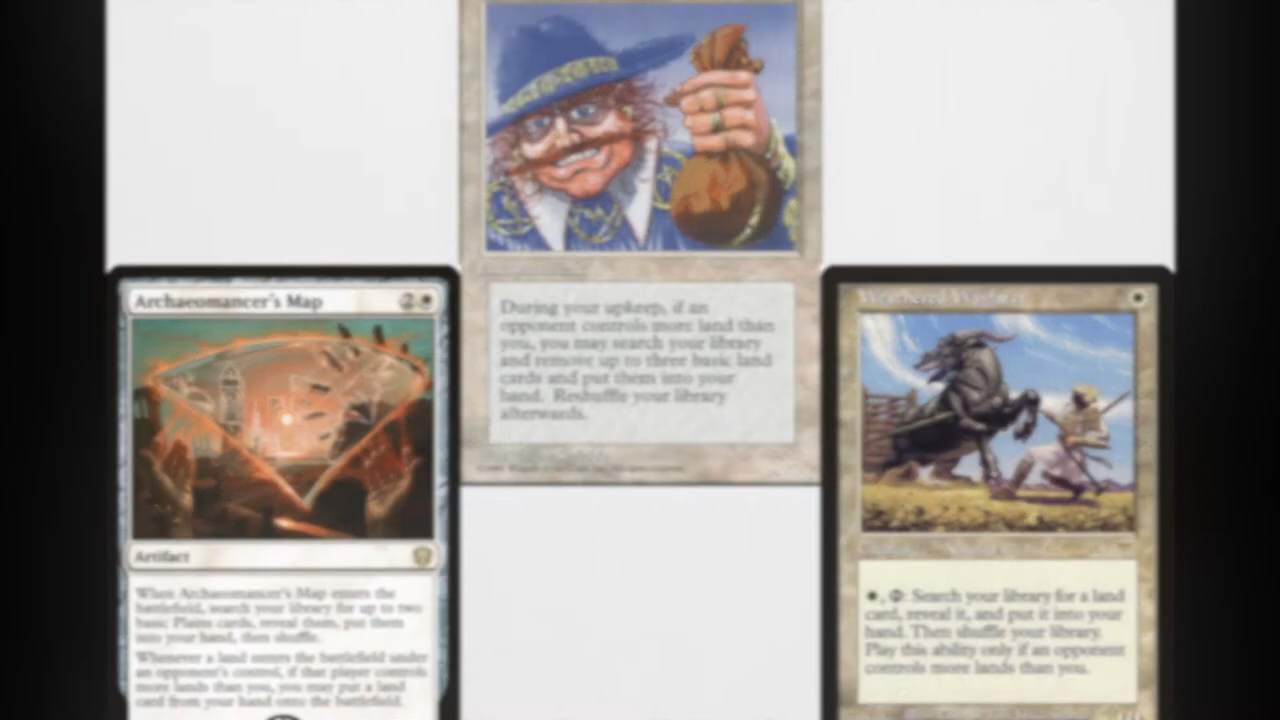 During your upkeep, if an
opponent controls more land than
you, you may search your library
and remove up to three basic land
cards and put them into your
hand. Reshuffle your library
afterwards.
Archaeomancer's Map
2
Artifact
When Archaeomancer's Map enters the
battlefield, search your library for up to two
basic Plains cards, reveal them, put them
into your hand, then shuffle.
Whenever a land enters the battlefield under
an opponent's control, if that player controls
more lands than you, you may put a land
card from your hand onto the battlefield.
Weathered Wayfarer
: Search your library for a land
card, reveal it, and put it into your
hand. Then shuffle your library.
Play this ability only if an opponent
controls more lands than you.